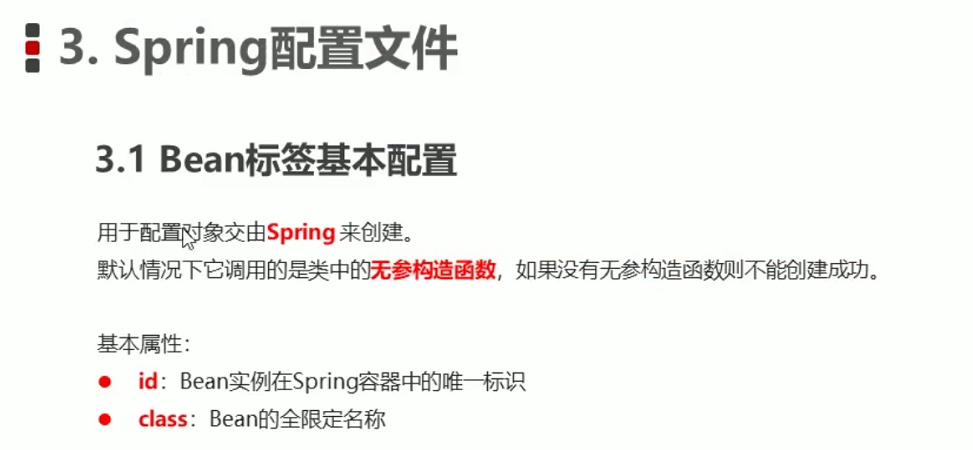 3. Spring配置文件
3.1 Bean标签基本配置
用于配置对象交由Spring 来创建。
默认情况下它调用的是类中的无参构造函数，如果没有无参构造函数则不能创建成功。
基本属性：
id：Bean实例在Spring容器中的唯一标识
class：Bean的全限定名称